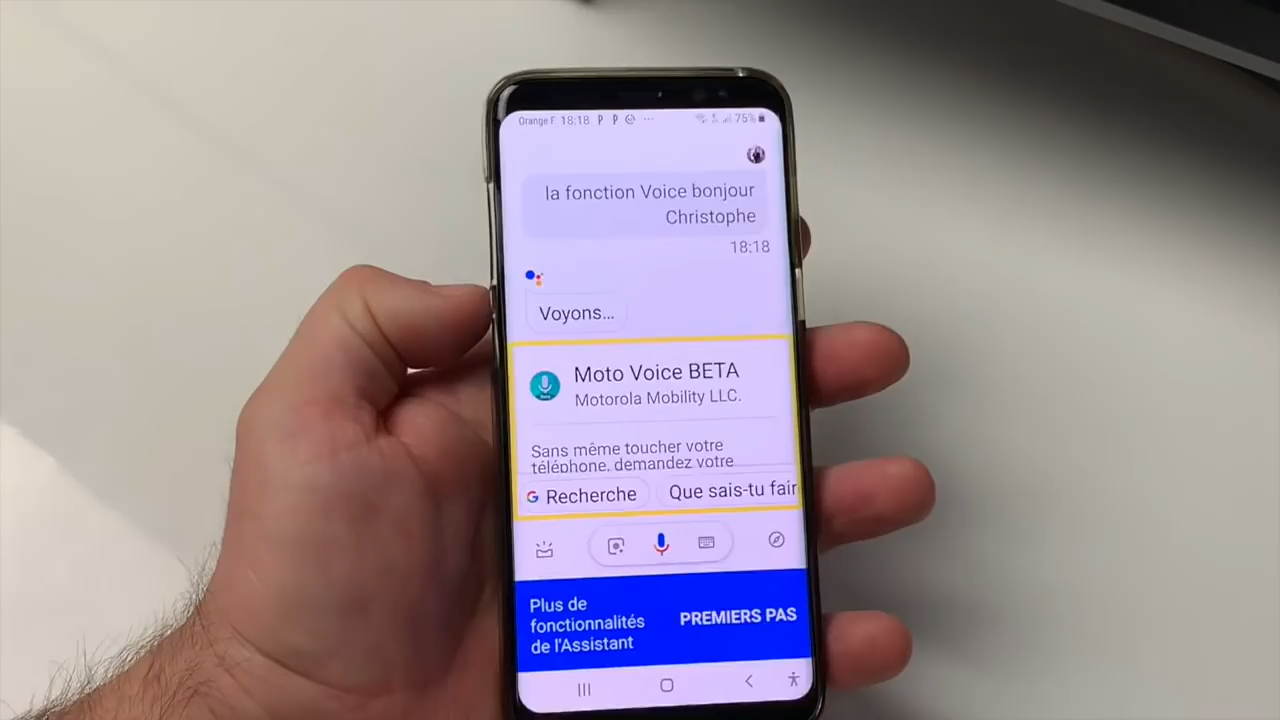 Orange F 18:18
75%
la fonction Voice bonjour
Christophe
18:18
Voyons...
Moto Voice BETA
Motorola Mobility LLC.
Sans même toucher votre
téléphone, demandez votre
Recherche
Que sais-tu fair
Plus de
fonctionnalités
de l'Assistant
PREMIERS PAS